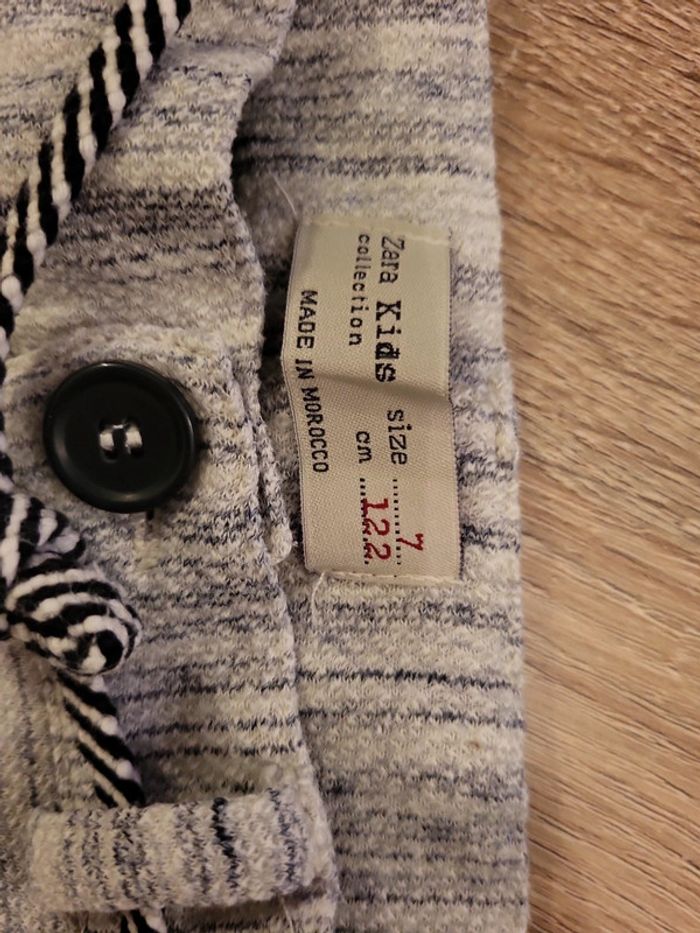 Zara Kids size ..........7...
collection cm ...122.
MADE IN MOROCCO